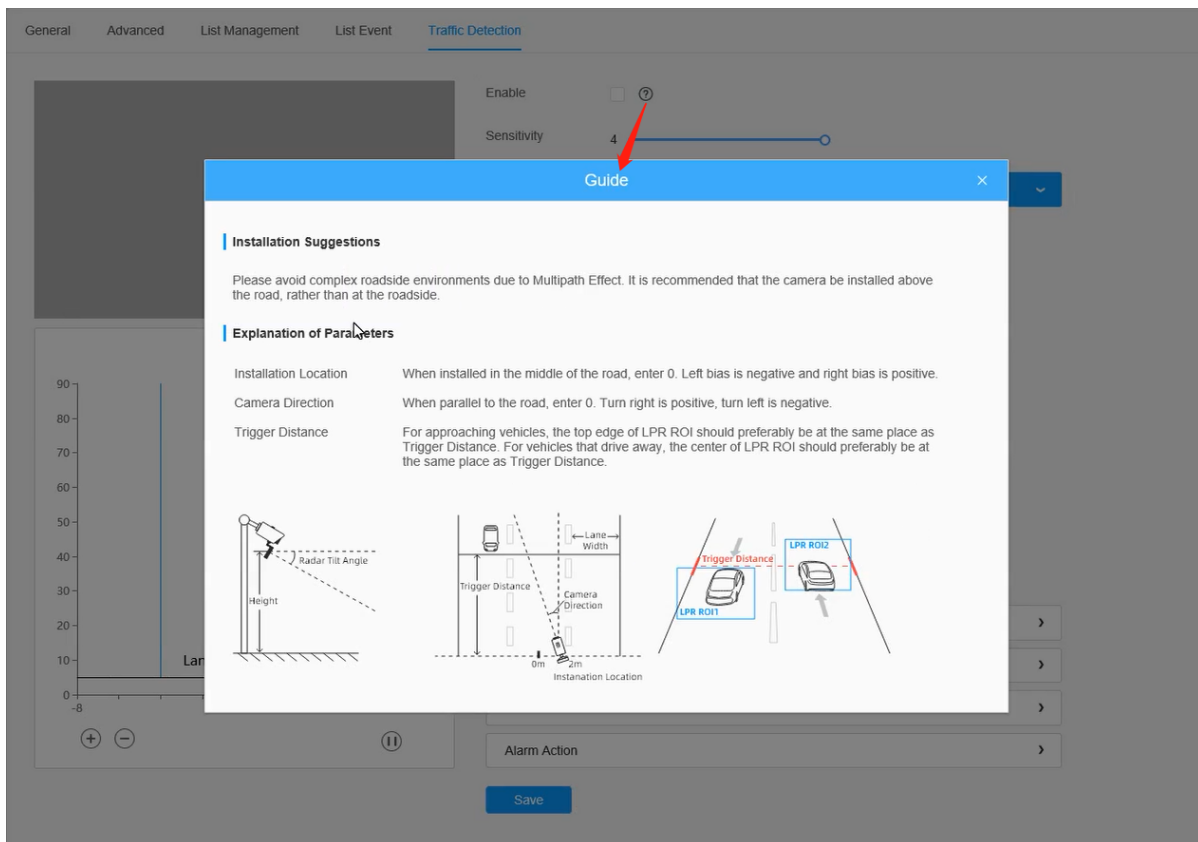 General Advanced List Management List Event Traffic Detection
Enable
Sensitivity 4
Guide
Installation Suggestions
Please avoid complex roadside environments due to Multipath Effect. It is recommended that the camera be installed above
the road, rather than at the roadside.
Explanation of Parameters
Installation Location When installed in the middle of the road, enter 0. Left bias is negative and right bias is positive.
Camera Direction When parallel to the road, enter 0. Turn right is positive, turn left is negative.
Trigger Distance For approaching vehicles, the top edge of LPR ROI should preferably be at the same place as
Trigger Distance. For vehicles that drive away, the center of LPR ROI should preferably be at
the same place as Trigger Distance.
Radar Tilt Angle
Height
Lane
Width
Trigger Distance
Camera
Direction
0m 2m
Instanation Location
Trigger Distance
LPR ROI2
LPR ROI1
90
80
70
60
50
40
30
20
10
0
-8
Lan
Alarm Action
Save